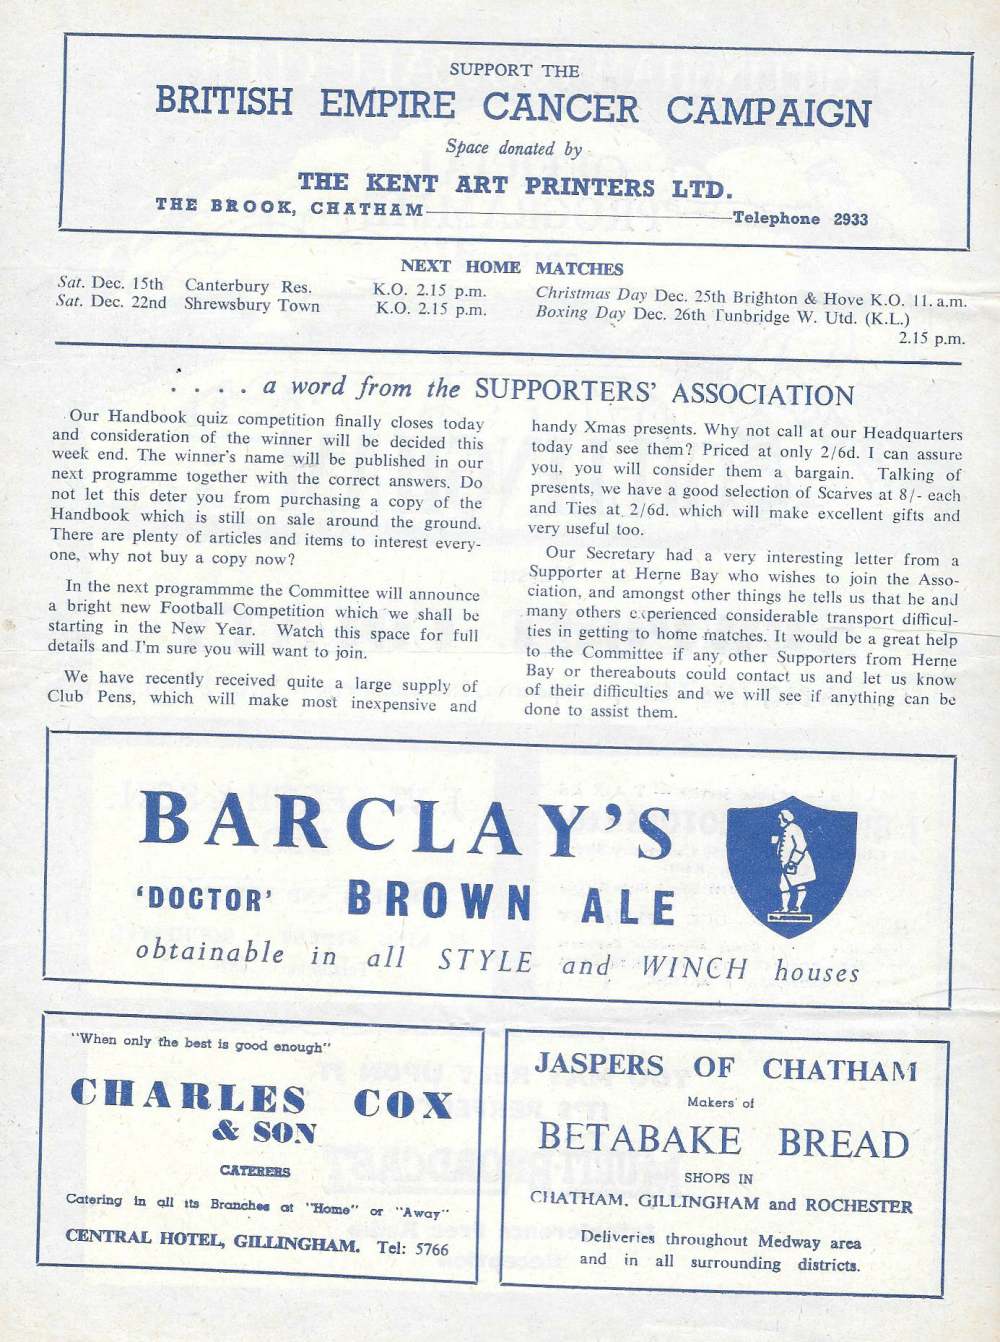 SUPPORT THE
BRITISH EMPIRE CANCER CAMPAIGN
Space donated by
THE KENT ART PRINTERS LTD.
THE BROOK, CHATHAM — Telephone 2933
NEXT HOME MATCHES
Sat. Dec. 15th Canterbury Res. K.O. 2.15 p.m.
Sat. Dec. 22nd Shrewsbury Town K.O. 2.15 p.m.
Christmas Day Dec. 25th Brighton & Hove K.O. 11. a.m.
Boxing Day Dec. 26th Tunbridge W. Utd. (K.L.)
2.15 p.m.
. . . . a word from the SUPPORTERS' ASSOCIATION
Our Handbook quiz competition finally closes today
and consideration of the winner will be decided this
week end. The winner's name will be published in our
next programme together with the correct answers. Do
not let this deter you from purchasing a copy of the
Handbook which is still on sale around the ground.
There are plenty of articles and items to interest every-
one, why not buy a copy now?
In the next programmme the Committee will announce
a bright new Football Competition which we shall be
starting in the New Year. Watch this space for full
details and I'm sure you will want to join.
We have recently received quite a large supply of
Club Pens, which will make most inexpensive and
handy Xmas presents. Why not call at our Headquarters
today and see them? Priced at only 2/6d. I can assure
you, you will consider them a bargain. Talking of
presents, we have a good selection of Scarves at 8/- each
and Ties at 2/6d. which will make excellent gifts and
very useful too.
Our Secretary had a very interesting letter from a
Supporter at Herne Bay who wishes to join the Asso-
ciation, and amongst other things he tells us that he and
many others experienced considerable transport difficul-
ties in getting to home matches. It would be a great help
to the Committee if any other Supporters from Herne
Bay or thereabouts could contact us and let us know
of their difficulties and we will see if anything can be
done to assist them.
BARCLAY'S
'DOCTOR' BROWN ALE
obtainable in all STYLE and WINCH houses
"When only the best is good enough"
CHARLES COX
& SON
CATERERS
Catering in all its Branches at "Home" or "Away"
CENTRAL HOTEL, GILLINGHAM. Tel: 5766
JASPERS OF CHATHAM
Makers of
BETABAKE BREAD
SHOPS IN
CHATHAM. GILLINGHAM and ROCHESTER
Deliveries throughout Medway area
and in all surrounding districts.